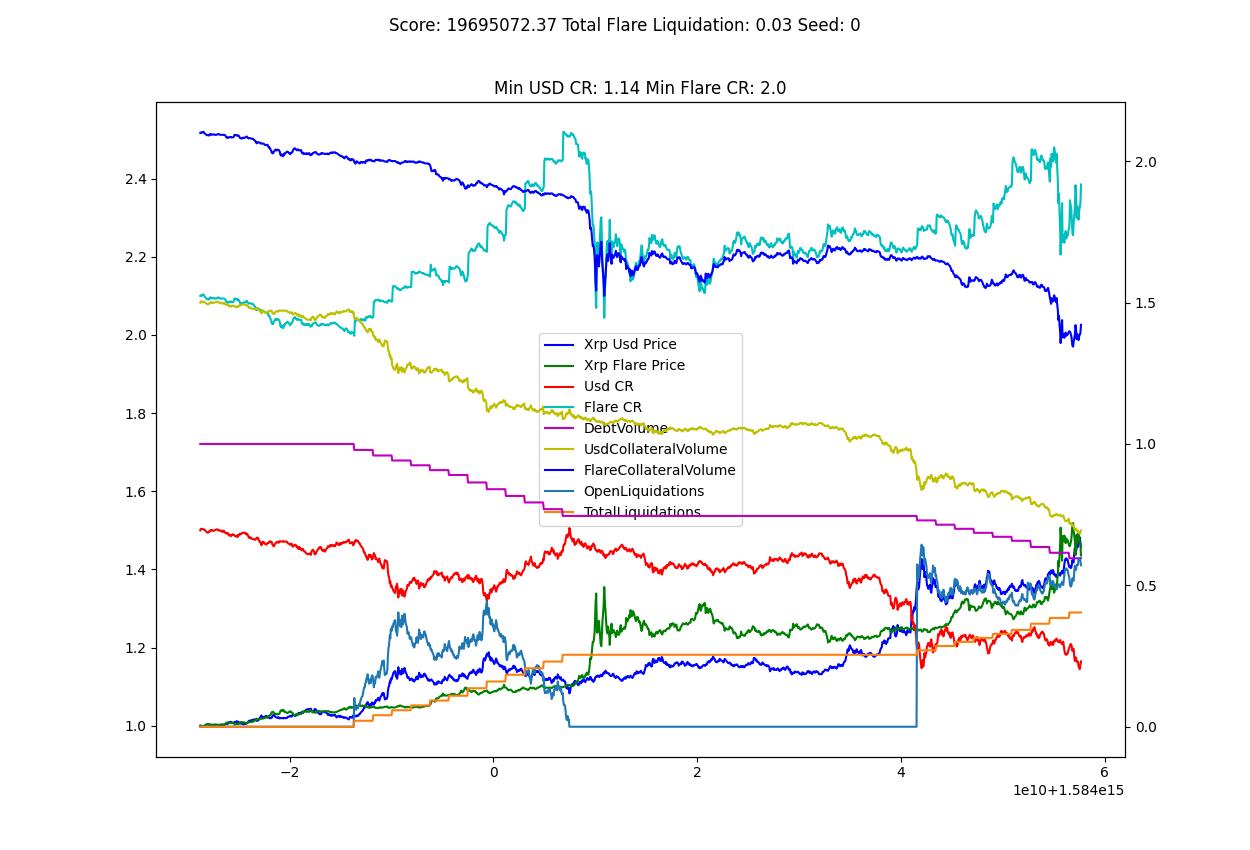 Score: 19695072.37 Total Flare Liquidation: 0.03 Seed: 0
Min USD CR: 1.14 Min Flare CR: 2.0
2.4
2.2
2.0
1.8
1.6
1.4
1.2
1.0
Xrp Usd Price
Xrp Flare Price
Usd CR
Flare CR
DebtVolume
UsdCollateralVolume
FlareCollateralVolume
OpenLiquidations
TotalLiquidations
2.0
1.5
1.0
0.5
0.0
−2 0 2 4 6
1e10+1.584e15